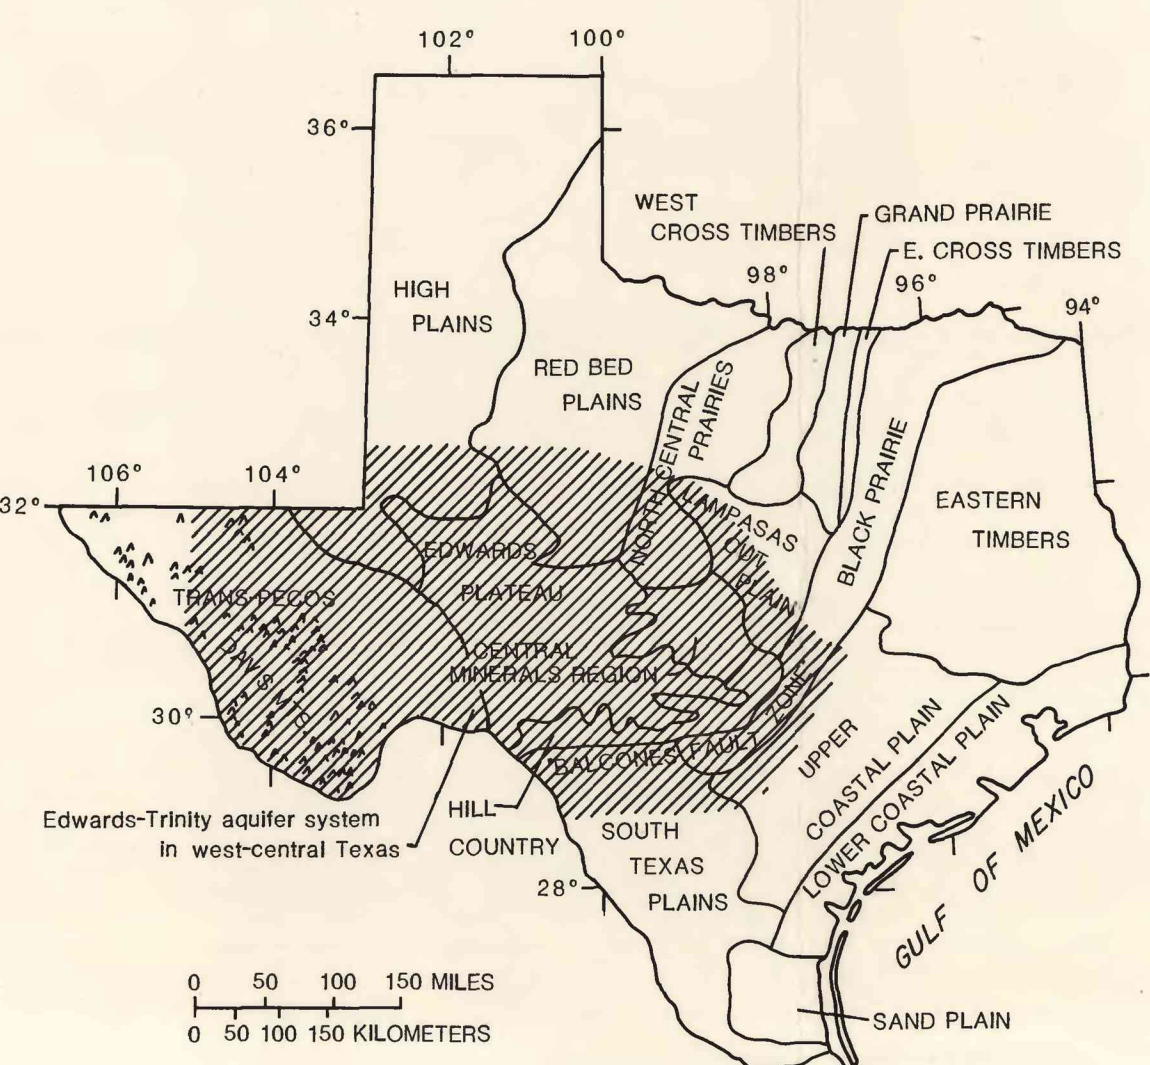 102° 100°
36°
WEST
CROSS TIMBERS
GRAND PRAIRIE
E. CROSS TIMBERS
98°
96°
94°
HIGH
PLAINS
34°
RED BED
PLAINS
NORTH CENTRAL
PRAIRIES
BLACK PRAIRIE
EASTERN
TIMBERS
106° 104°
32°
LAMPASAS
CUT
PLAIN
EDWARDS
PLATEAU
TRANS-PECOS
DAVIS MTS
CENTRAL
MINERALS REGION
30°
BALCONES FAULT ZONE
UPPER
COASTAL PLAIN
LOWER COASTAL PLAIN
GULF OF MEXICO
Edwards-Trinity aquifer system
in west-central Texas
HILL
COUNTRY
SOUTH
TEXAS
PLAINS
28°
SAND PLAIN
0 50 100 150 MILES
0 50 100 150 KILOMETERS